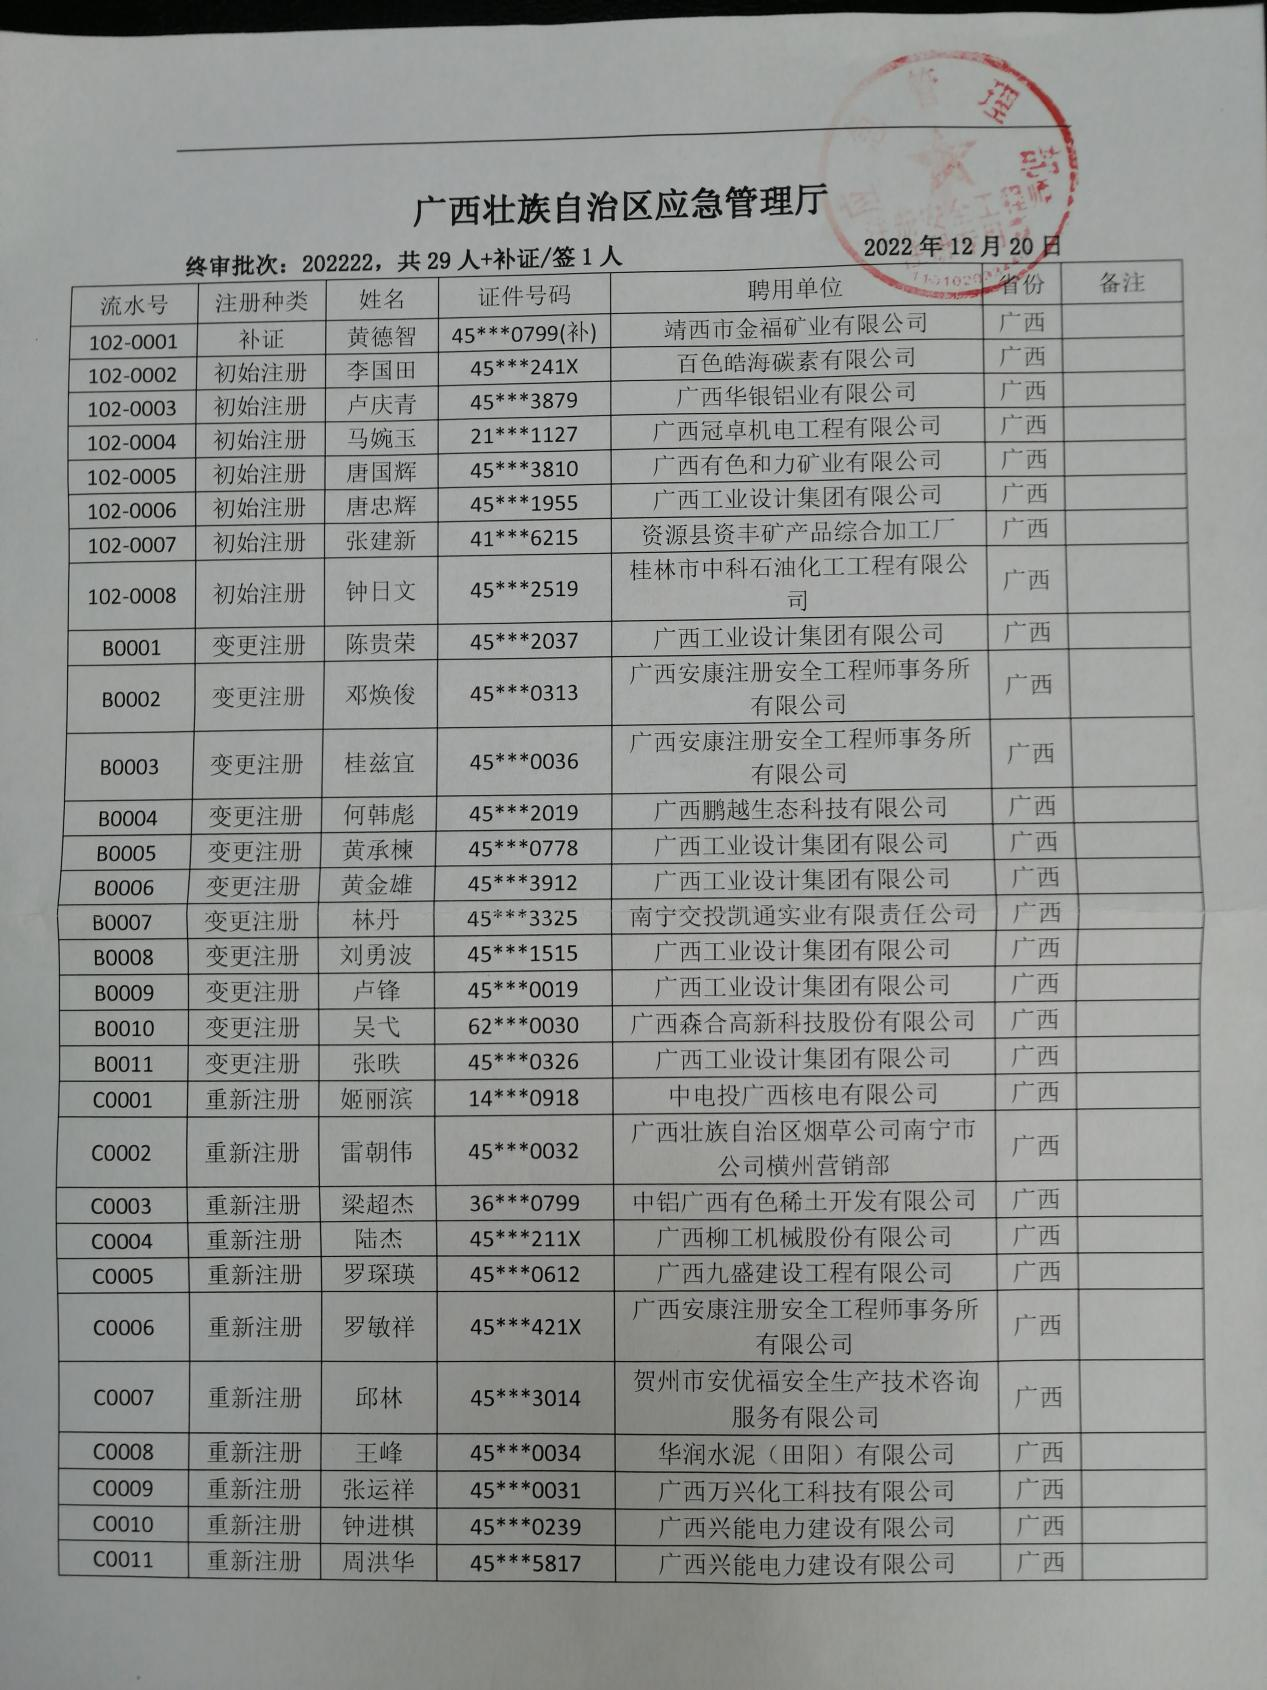 广西壮族自治区应急管理厅
终审批次：202222，共 29 人+补证/签 1 人 2022 年 12 月 20 日
流水号 注册种类 姓名 证件号码 聘用单位 省份 备注
102-0001 补证 黄德智 45***0799(补) 靖西市金福矿业有限公司 广西
102-0002 初始注册 李国田 45***241X 百色皓海碳素有限公司 广西
102-0003 初始注册 卢庆青 45***3879 广西华银铝业有限公司 广西
102-0004 初始注册 马婉玉 21***1127 广西冠卓机电工程有限公司 广西
102-0005 初始注册 唐国辉 45***3810 广西有色和力矿业有限公司 广西
102-0006 初始注册 唐忠辉 45***1955 广西工业设计集团有限公司 广西
102-0007 初始注册 张建新 41***6215 资源县资丰矿产品综合加工厂 广西
102-0008 初始注册 钟日文 45***2519 桂林市中科石油化工工程有限公 广西
司
B0001 变更注册 陈贵荣 45***2037 广西工业设计集团有限公司 广西
B0002 变更注册 邓焕俊 45***0313 广西安康注册安全工程师事务所 广西
有限公司
B0003 变更注册 桂兹宜 45***0036 广西安康注册安全工程师事务所 广西
有限公司
B0004 变更注册 何韩彪 45***2019 广西鹏越生态科技有限公司 广西
B0005 变更注册 黄承楝 45***0778 广西工业设计集团有限公司 广西
B0006 变更注册 黄金雄 45***3912 广西工业设计集团有限公司 广西
B0007 变更注册 林丹 45***3325 南宁交投凯通实业有限责任公司 广西
B0008 变更注册 刘勇波 45***1515 广西工业设计集团有限公司 广西
B0009 变更注册 卢锋 45***0019 广西工业设计集团有限公司 广西
B0010 变更注册 吴弋 62***0030 广西森合高新科技股份有限公司 广西
B0011 变更注册 张昳 45***0326 广西工业设计集团有限公司 广西
C0001 重新注册 姬丽滨 14***0918 中电投广西核电有限公司 广西
C0002 重新注册 雷朝伟 45***0032 广西壮族自治区烟草公司南宁市 广西
公司横州营销部
C0003 重新注册 梁超杰 36***0799 中铝广西有色稀土开发有限公司 广西
C0004 重新注册 陆杰 45***211X 广西柳工机械股份有限公司 广西
C0005 重新注册 罗琛瑛 45***0612 广西九盛建设工程有限公司 广西
C0006 重新注册 罗敏祥 45***421X 广西安康注册安全工程师事务所 广西
有限公司
C0007 重新注册 邱林 45***3014 贺州市安优福安全生产技术咨询 广西
服务有限公司
C0008 重新注册 王峰 45***0034 华润水泥（田阳）有限公司 广西
C0009 重新注册 张运祥 45***0031 广西万兴化工科技有限公司 广西
C0010 重新注册 钟进棋 45***0239 广西兴能电力建设有限公司 广西
C0011 重新注册 周洪华 45***5817 广西兴能电力建设有限公司 广西